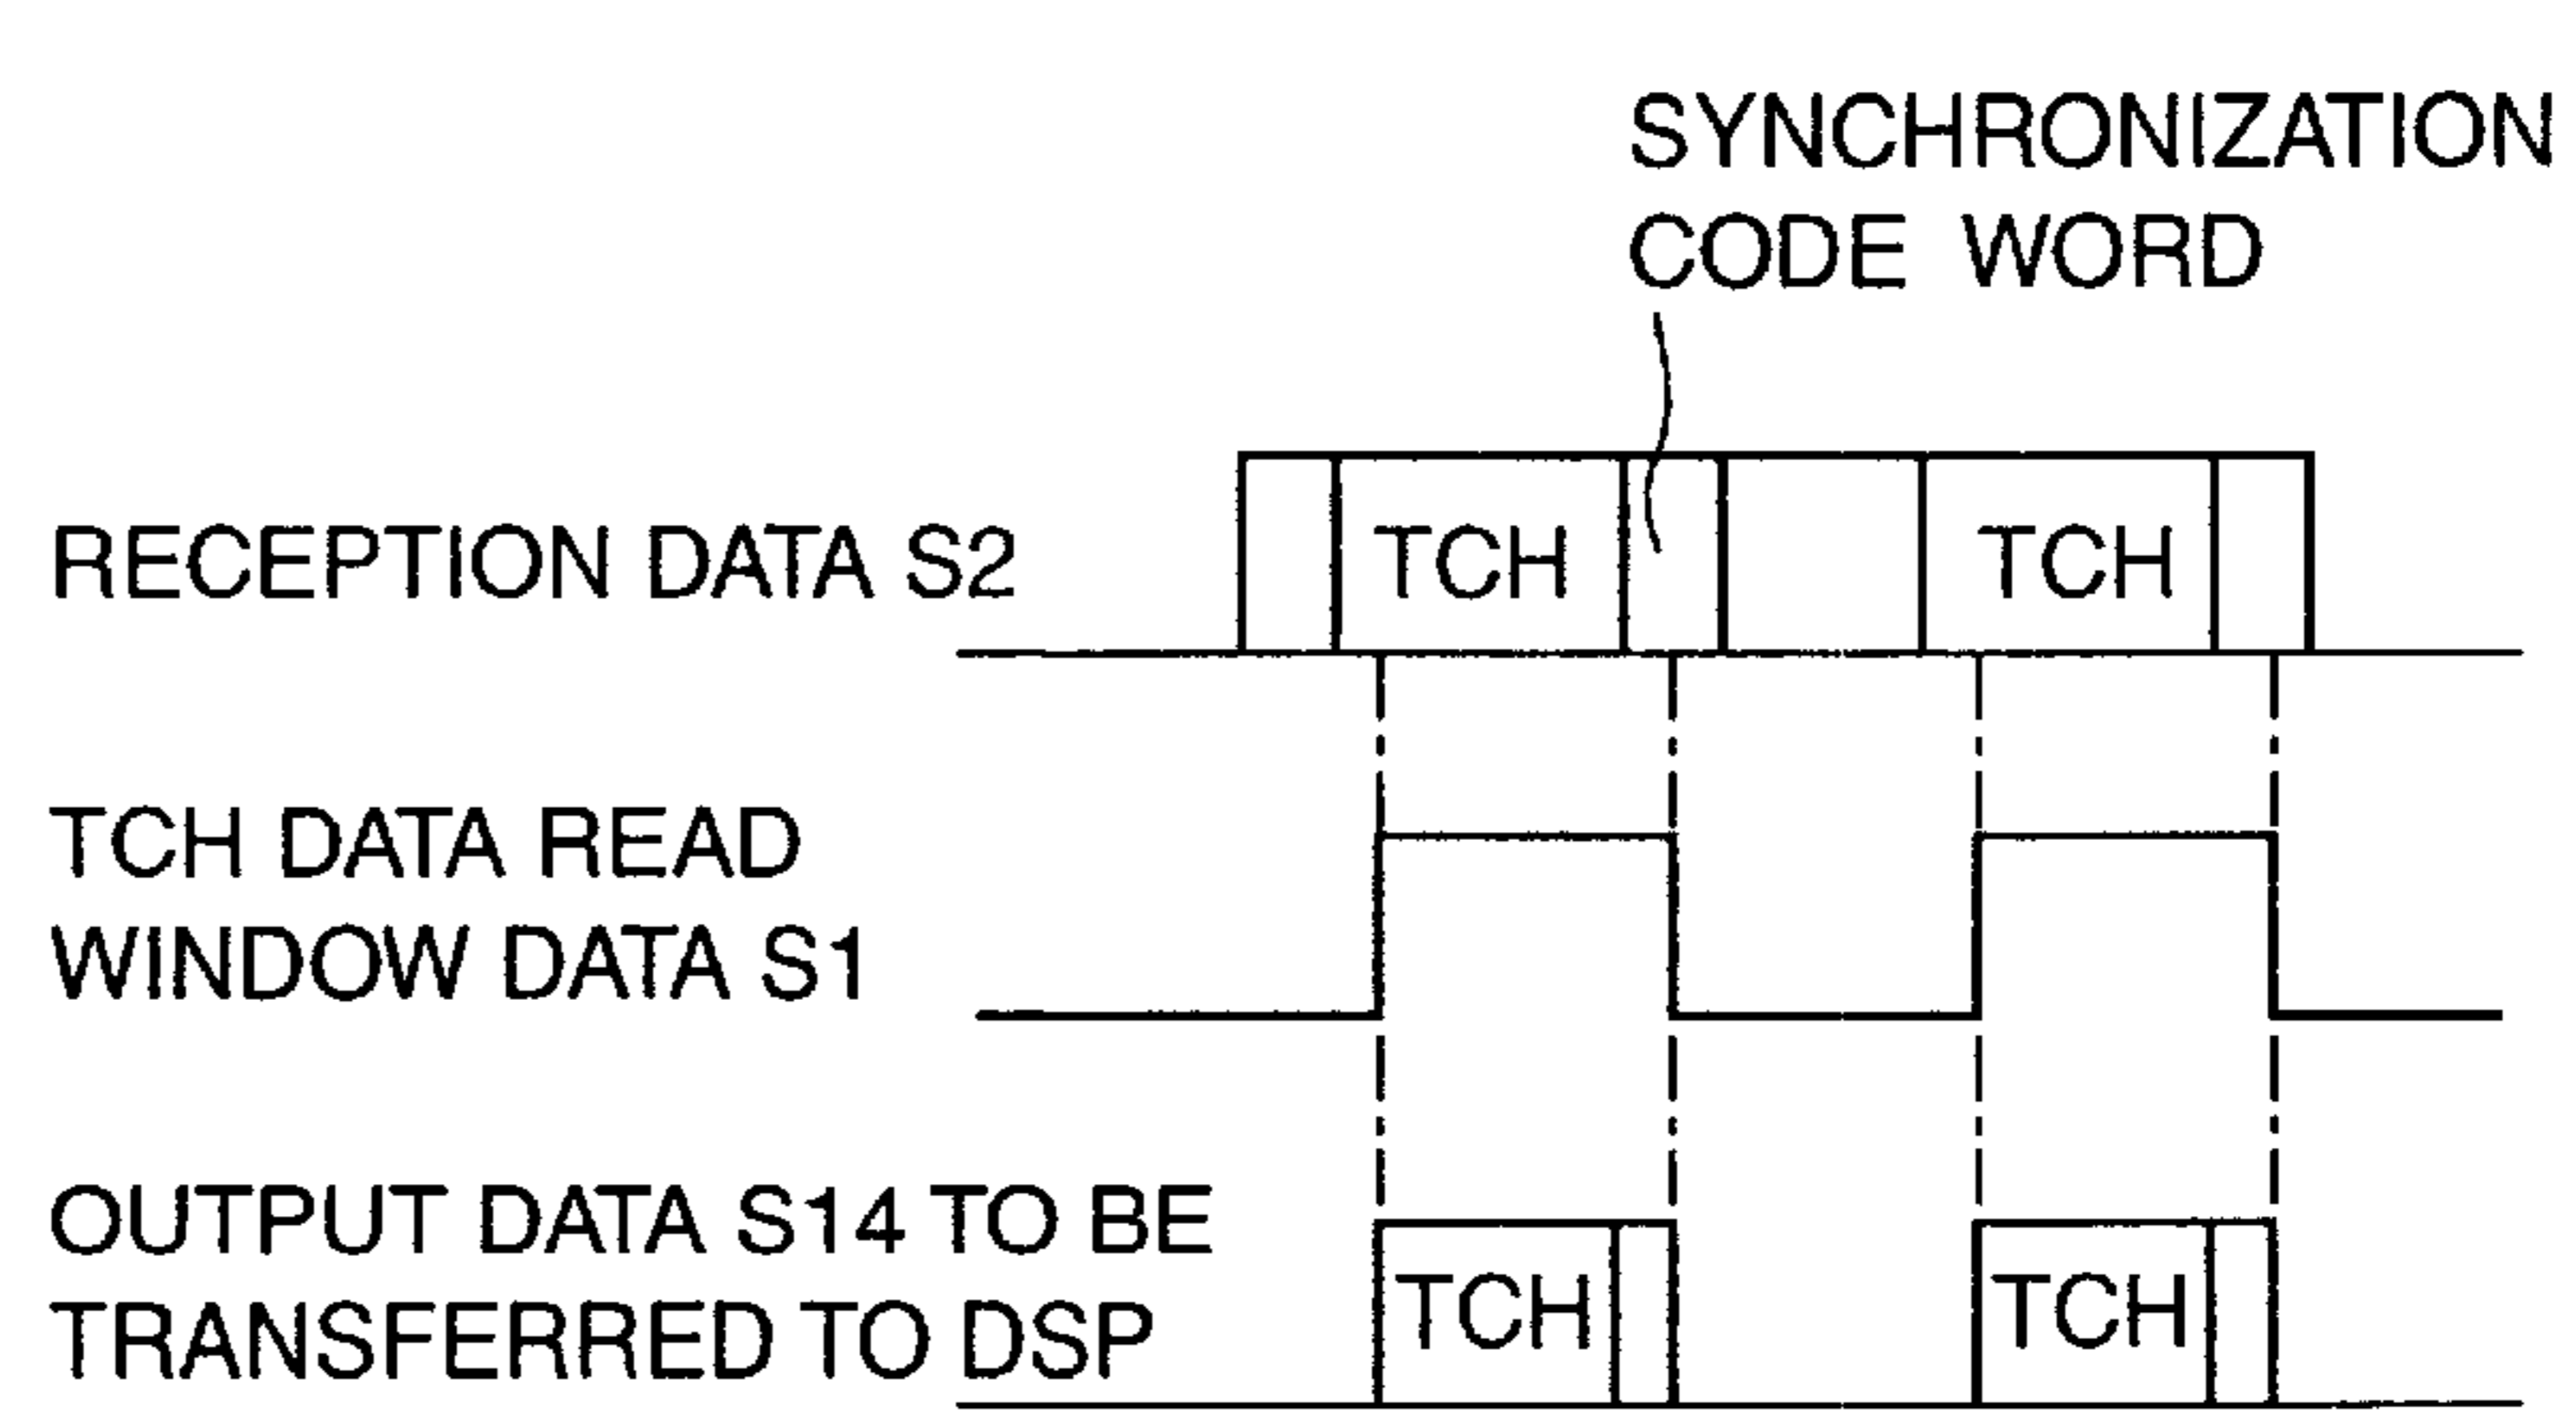 SYNCHRONIZATION
CODE WORD
RECEPTION DATA S2
TCH
TCH
TCH DATA READ
WINDOW DATA S1
OUTPUT DATA S14 TO BE
TRANSFERRED TO DSP
TCH
TCH